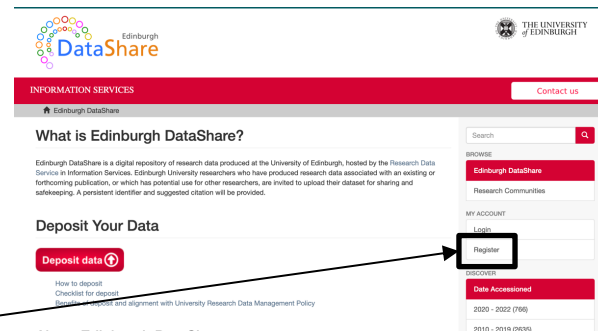 Edinburgh
DataShare
THE UNIVERSITY
of EDINBURGH
INFORMATION SERVICES
Contact us
Edinburgh DataShare
What is Edinburgh DataShare?
Edinburgh DataShare is a digital repository of research data produced at the University of Edinburgh, hosted by the Research Data
Service in Information Services. Edinburgh University researchers who have produced research data associated with an existing or
forthcoming publication, or which has potential use for other researchers, are invited to upload their dataset for sharing and
safekeeping. A persistent identifier and suggested citation will be provided.
Deposit Your Data
Deposit data
How to deposit
Checklist for deposit
Benefits of deposit and alignment with University Research Data Management Policy
Search
BROWSE
Edinburgh DataShare
Research Communities
MY ACCOUNT
Login
Register
DISCOVER
Date Accessioned
2020 - 2022 (766)
2010 - 2019 (2635)